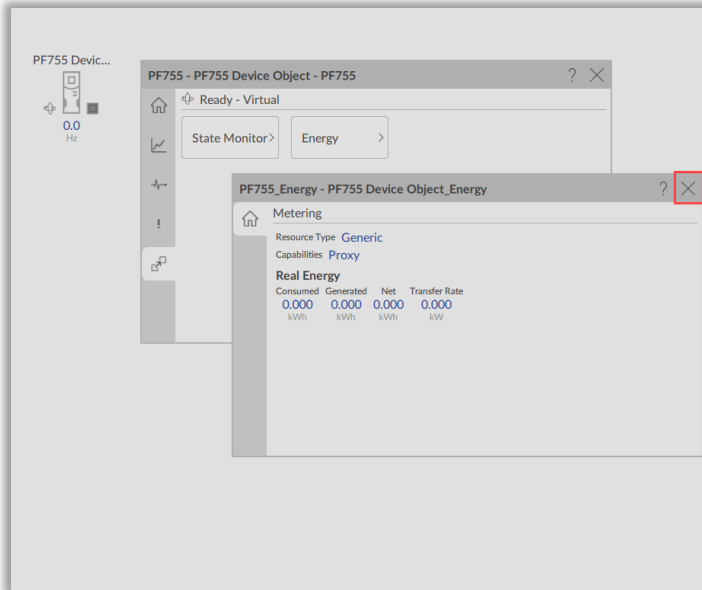 PF755 Devic...
0.0
Hz
PF755 - PF755 Device Object - PF755
?
Ready - Virtual
State Monitor>
Energy >
!
PF755_Energy - PF755 Device Object_Energy
?
Metering
Resource Type Generic
Capabilities Proxy
Real Energy
Consumed Generated Net Transfer Rate
0.000 0.000 0.000 0.000
kWh kWh kWh kW